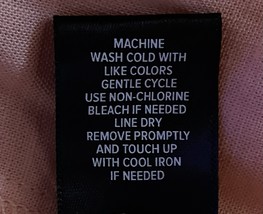 MACHINE
WASH COLD WITH
LIKE COLORS
GENTLE CYCLE
USE NON-CHLORINE
BLEACH IF NEEDED
LINE DRY
REMOVE PROMPTLY
AND TOUCH UP
WITH COOL IRON
IF NEEDED